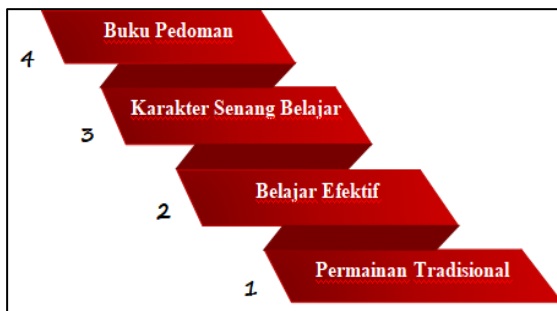 Buku Pedoman
4
Karakter Senang Belajar
3
Belajar Efektif
2
Permainan Tradisional
1